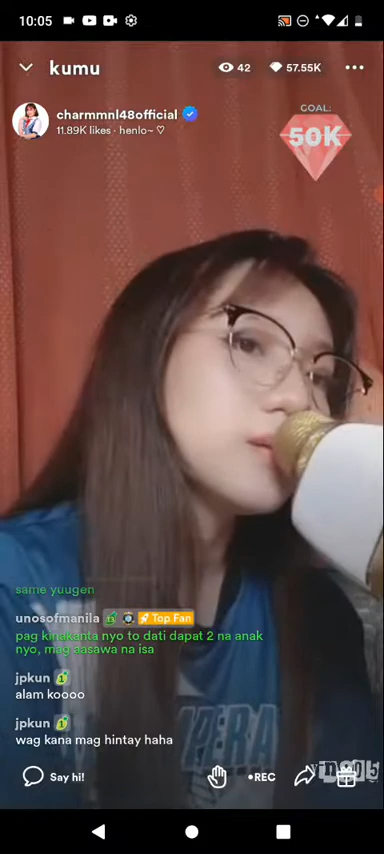 10:05
kumu
42
57.55K
charmmnl48official
11.89K likes · henlo~ ♡
GOAL:
50K
same yuugen
unosofmanila Top Fan
pag kinakanta nyo to dati dapat 2 na anak
nyo, mag aasawa na isa
jpkun 1
alam koooo
jpkun 1
wag kana mag hintay haha
Say hi!
•REC